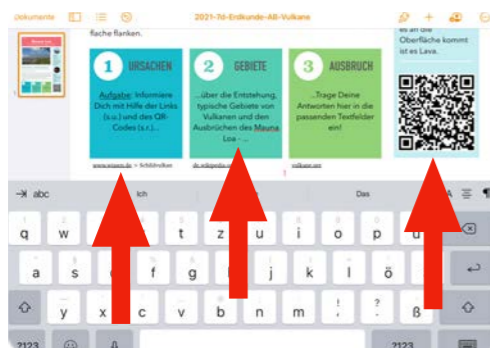 Dokumente
2021-7d-Erdkunde-AB-Vulkane
flache flanken.
es an die
Oberfläche kommt
ist es Lava.
1 URSACHEN
Aufgabe: Informiere
Dich mit Hilfe der Links
(s.u.) und des QR-
Codes (s.r.)...
2 GEBIETE
...über die Entstehung,
typische Gebiete von
Vulkanen und den
Ausbrüchen des Mauna
Loa - ...
3 AUSBRUCH
...Trage Deine
Antworten hier in die
passenden Textfelder
ein!
www.wissen.de > Schildvulkan
de.wikipedia
vulkane.net
abc
Ich
Das
A
q w t z u i o p ü
a s f g j k l ö
y x c v b n m ! , ? . ß
?123
?123